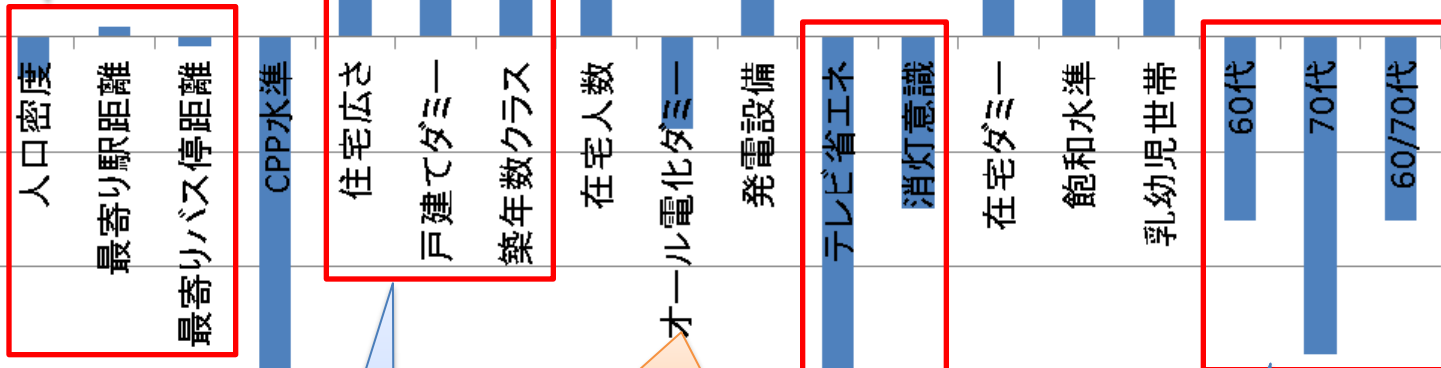 人口密度
最寄り駅距離
最寄りバス停距離
CPP水準
住宅広さ
戸建てダミー
築年数クラス
在宅人数
オール電化ダミー
発電設備
テレビ省エネ
消灯意識
在宅ダミー
飽和水準
乳幼児世帯
60代
70代
60/70代